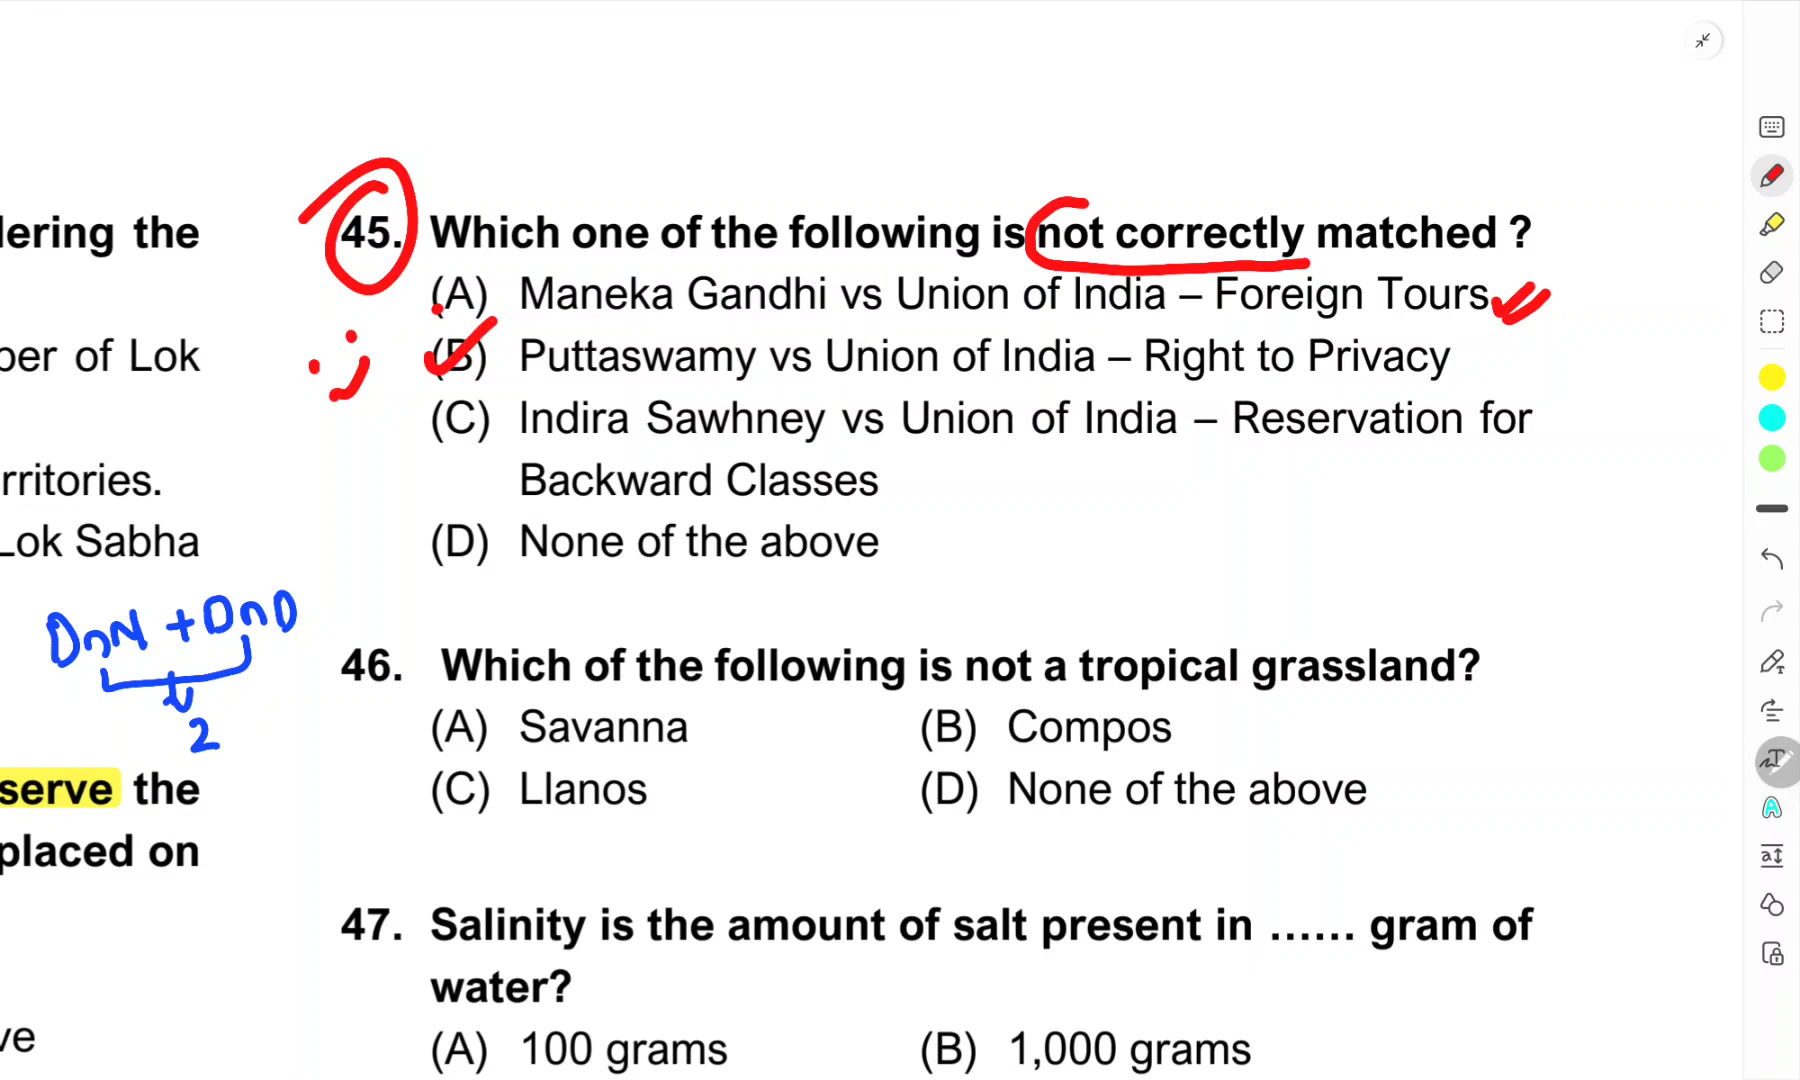 lering the
ber of Lok
rritories.
Lok Sabha
DnN + DnD
2
serve the
placed on
ve
45. Which one of the following is not correctly matched ?
(A) Maneka Gandhi vs Union of India – Foreign Tours
(B) Puttaswamy vs Union of India – Right to Privacy
(C) Indira Sawhney vs Union of India – Reservation for
Backward Classes
(D) None of the above
46. Which of the following is not a tropical grassland?
(A) Savanna (B) Compos
(C) Llanos (D) None of the above
47. Salinity is the amount of salt present in ...... gram of
water?
(A) 100 grams (B) 1,000 grams